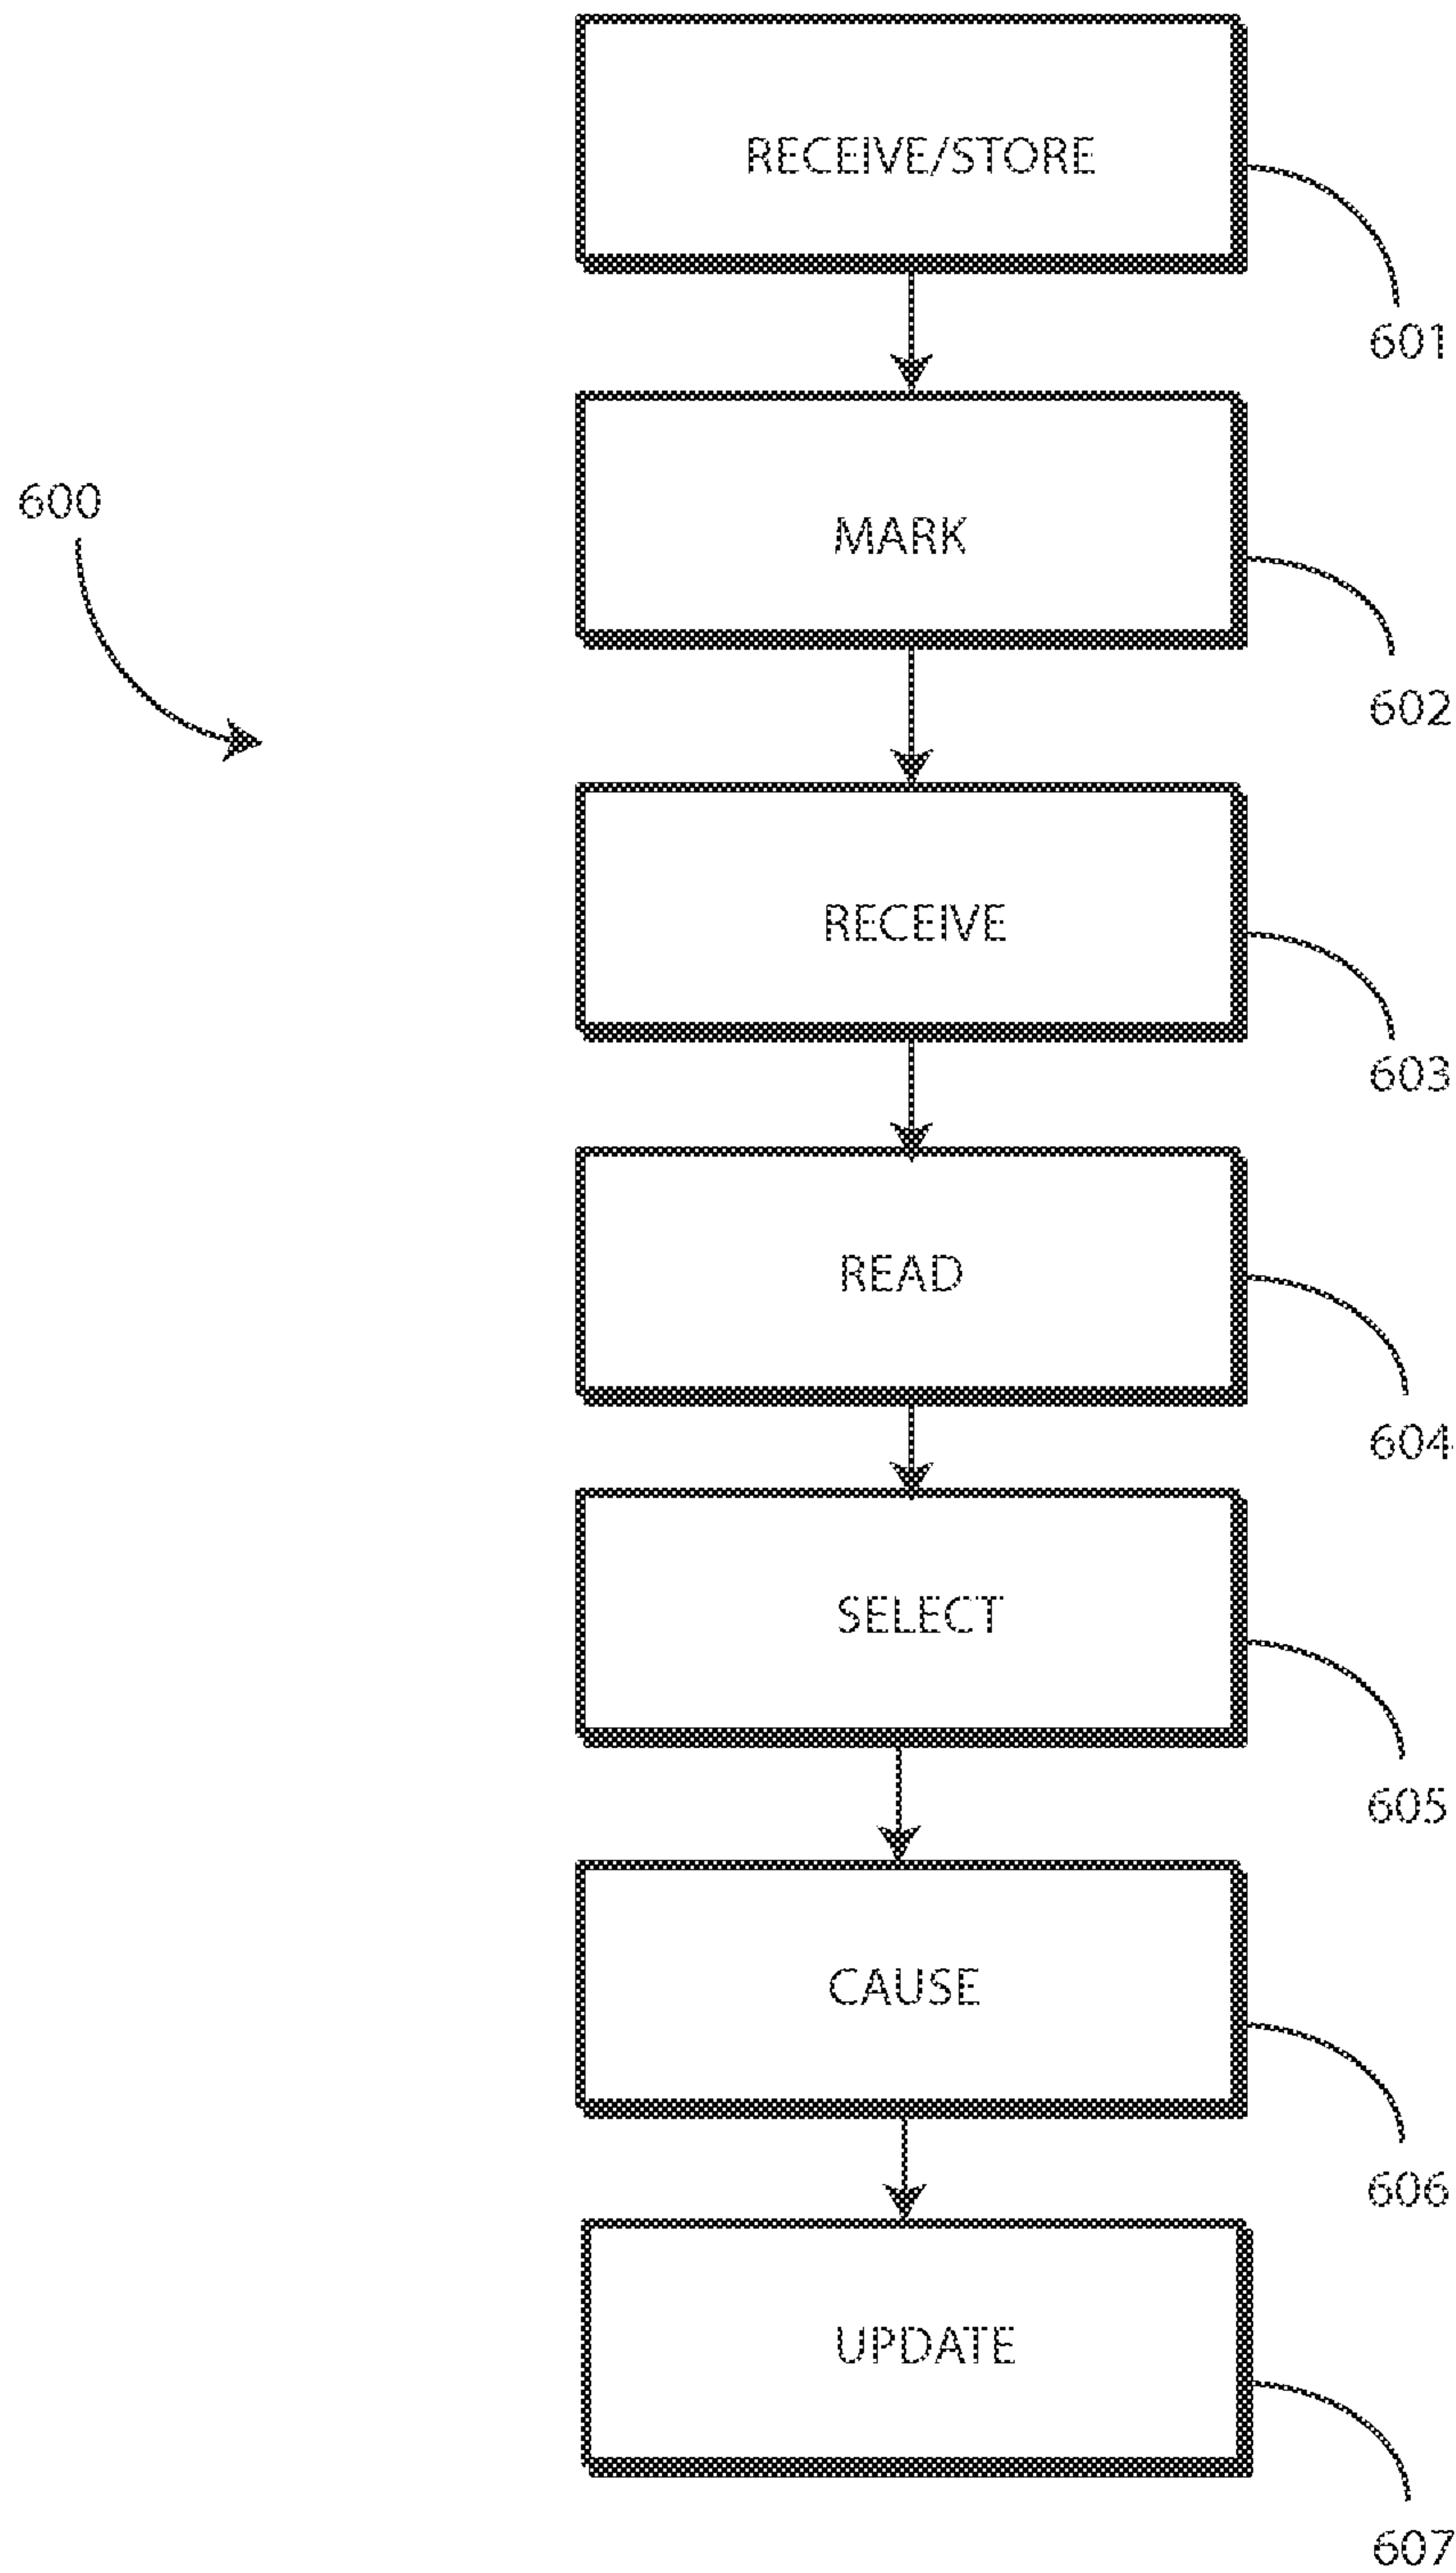 RECEIVE/STORE
601
MARK
600
602
RECEIVE
603
READ
604
SELECT
605
CAUSE
606
UPDATE
607